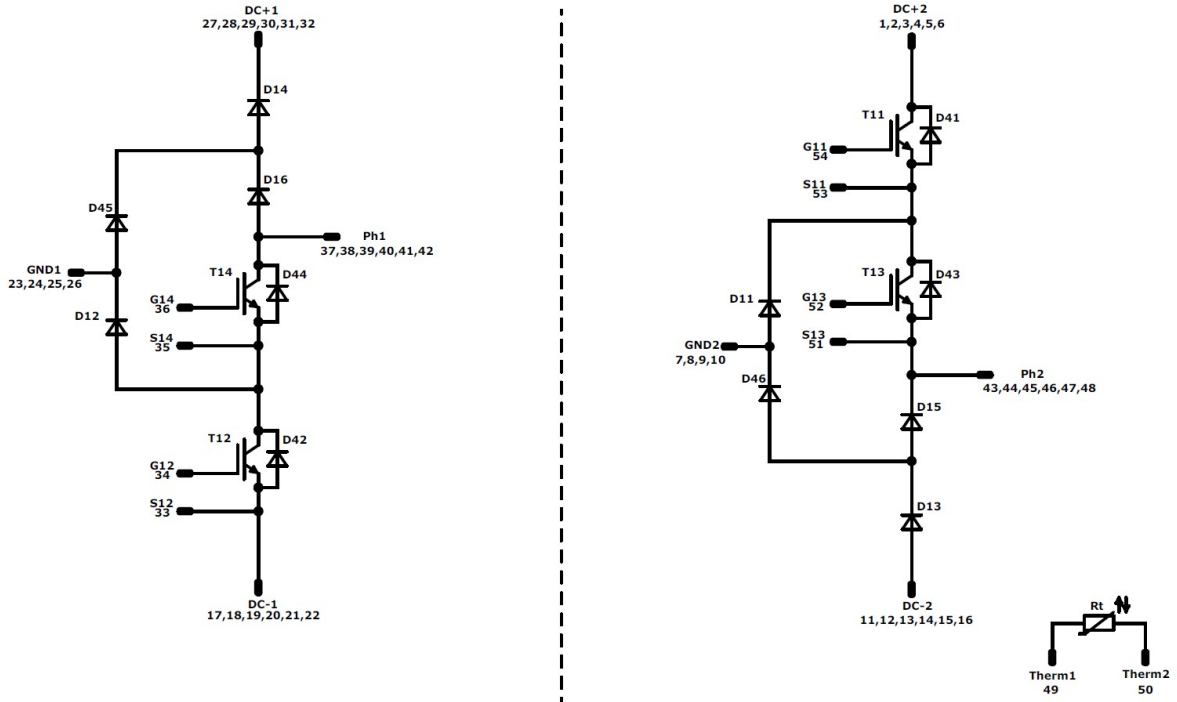 DC+1
27,28,29,30,31,32
D14
D16
D45
Ph1
37,38,39,40,41,42
GND1
23,24,25,26
T14
D44
G14
36
D12
S14
35
T12
D42
G12
34
S12
33
DC-1
17,18,19,20,21,22
DC+2
1,2,3,4,5,6
T11
D41
G11
54
S11
53
T13
D43
D11
G13
52
S13
51
GND2
7,8,9,10
D46
Ph2
43,44,45,46,47,48
D15
D13
DC-2
11,12,13,14,15,16
Rt
Therm1
49
Therm2
50